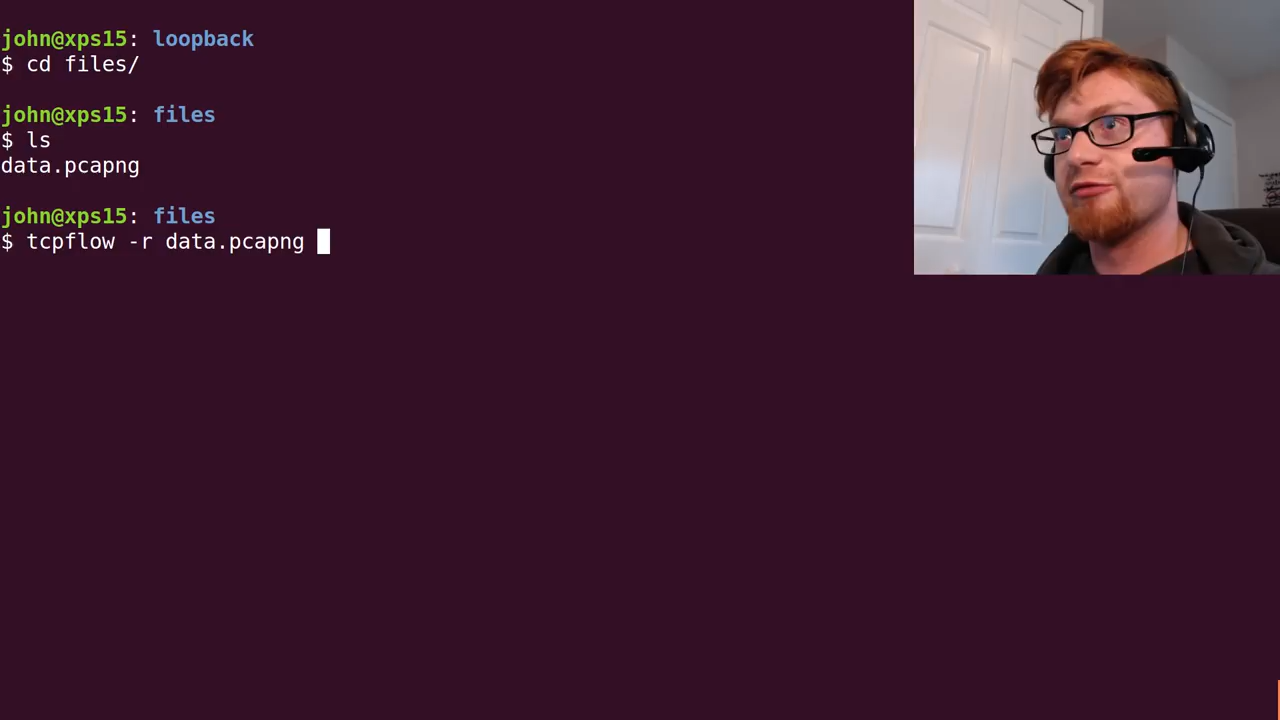 john@xps15: loopback
$ cd files/
john@xps15: files
$ ls
data.pcapng
john@xps15: files
$ tcpflow -r data.pcapng